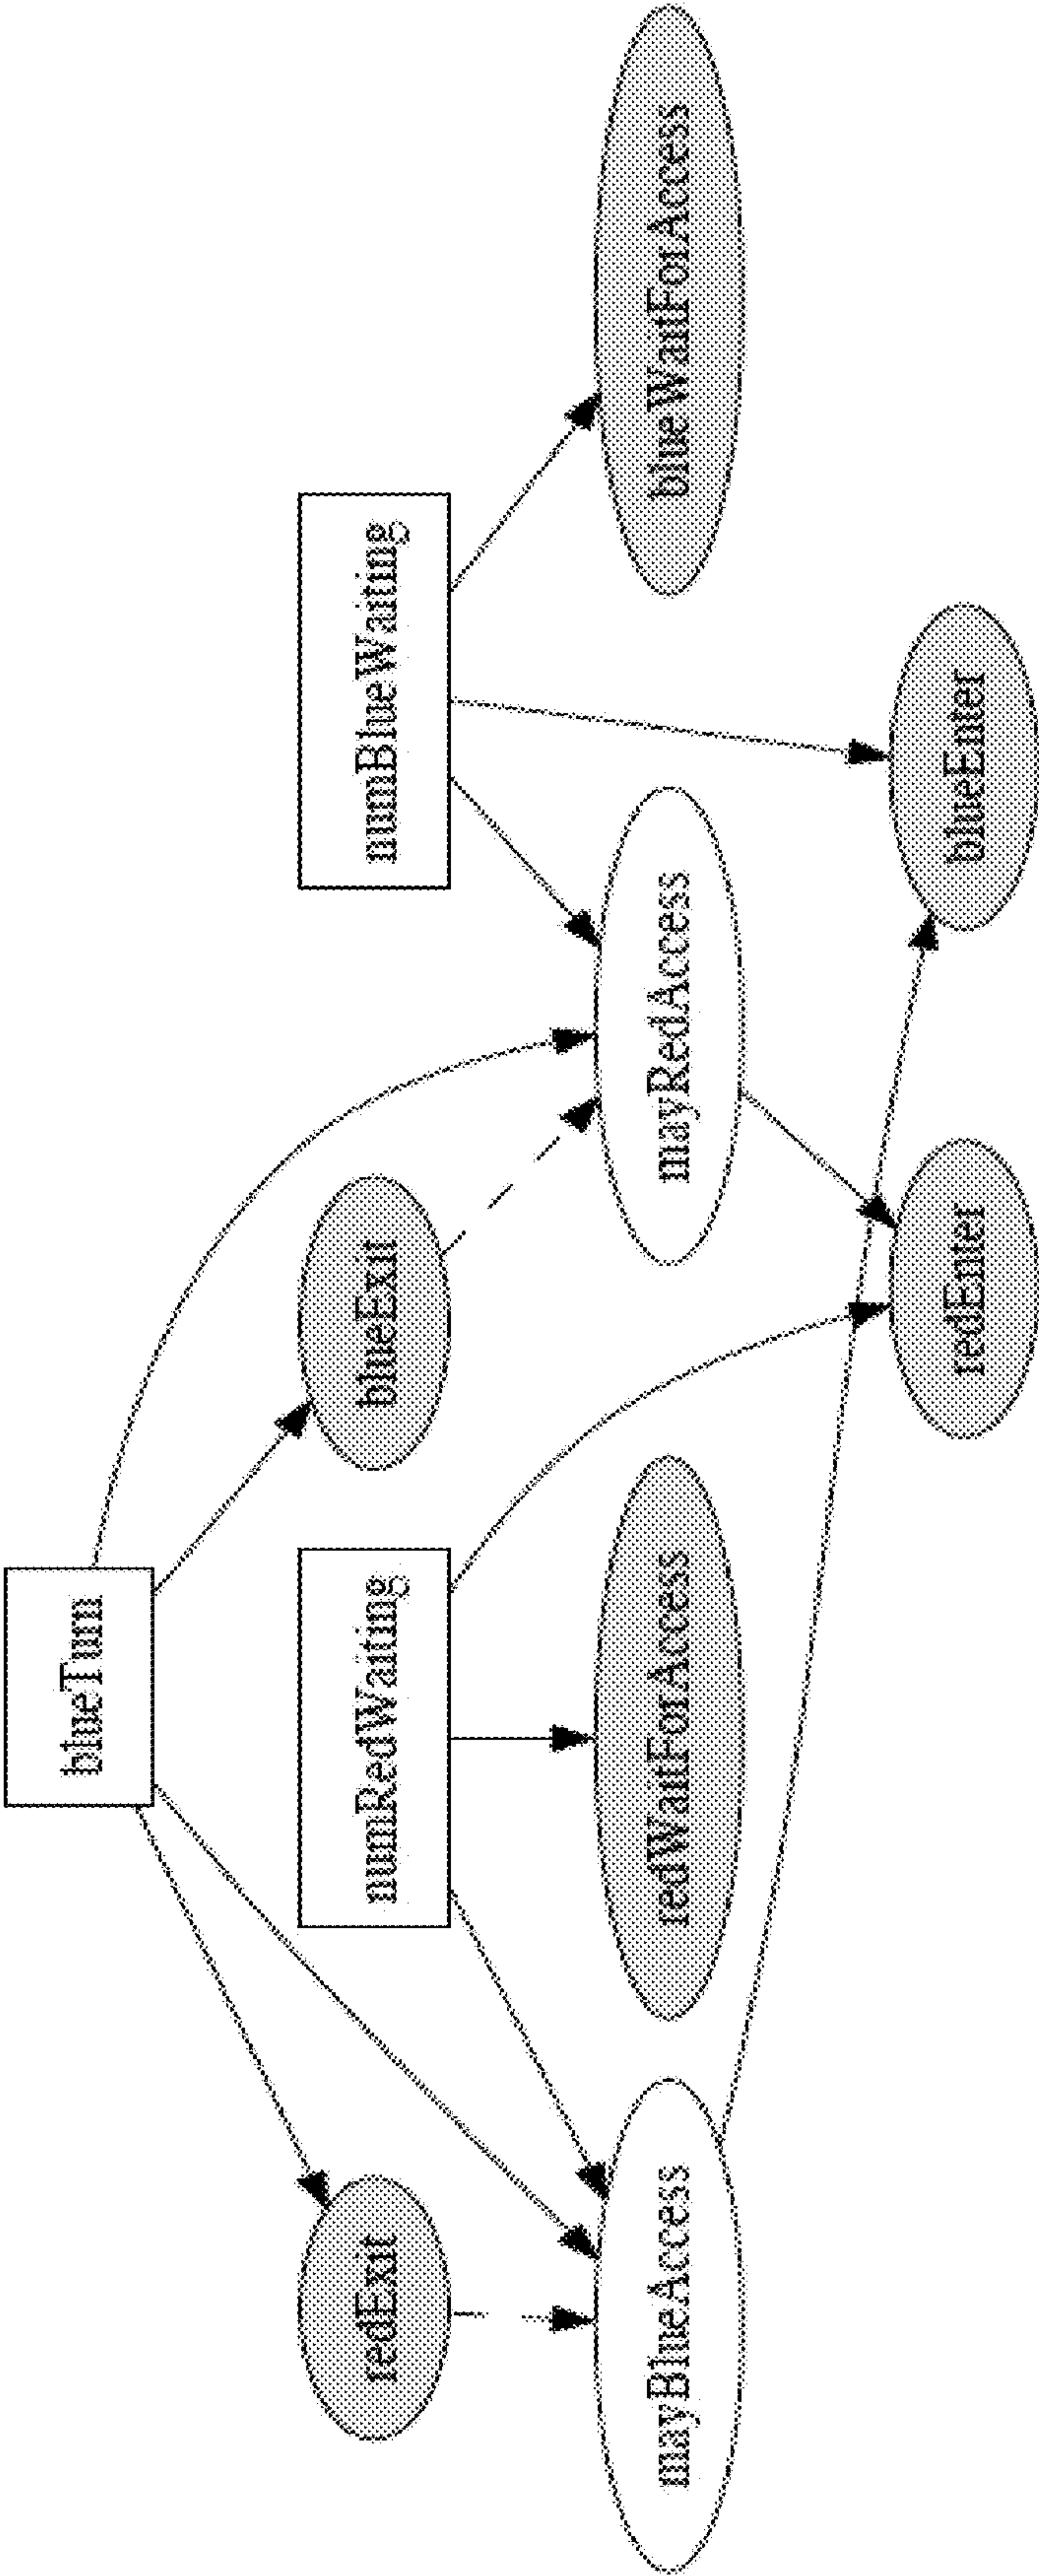 blueTurn
redExit
numRedWaiting
blueExit
numBlueWaiting
mayBlueAccess
redWaitForAccess
mayRedAccess
blueWaitForAccess
redEnter
blueEnter